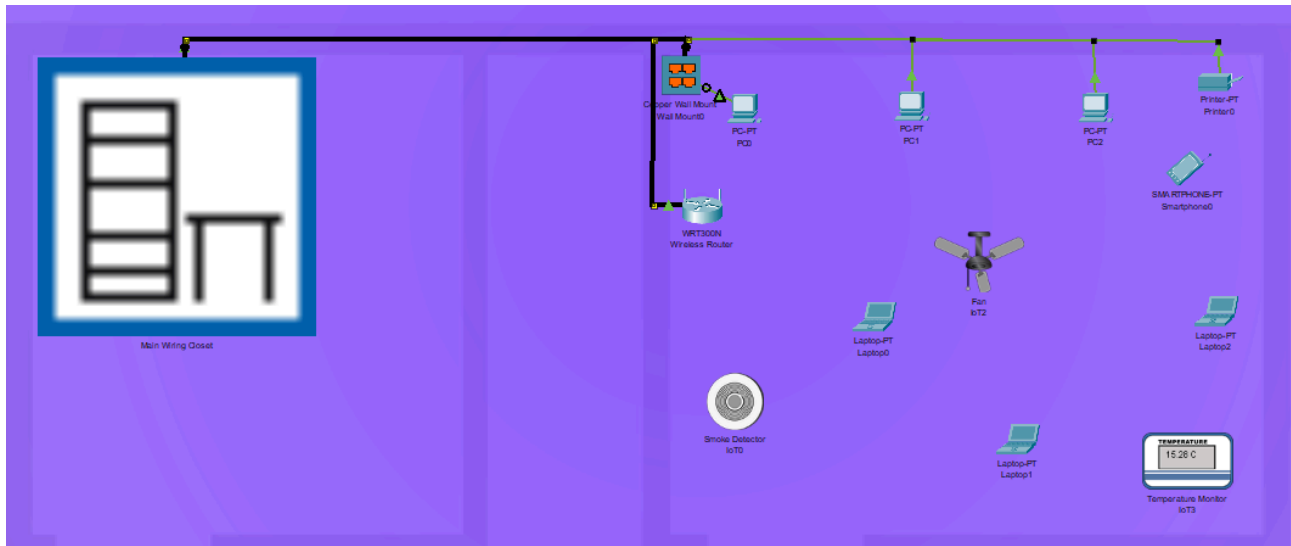 Copper Wall Mount
Wall Mount0
PC-PT
PC0
PC-PT
PC1
PC-PT
PC2
Printer-PT
Printer0
SMARTPHONE-PT
Smartphone0
WRT300N
Wireless Router
Fan
IoT2
Laptop-PT
Laptop0
Laptop-PT
Laptop2
Main Wiring Closet
Smoke Detector
IoT0
Laptop-PT
Laptop1
TEMPERATURE
15.28 C
Temperature Monitor
IoT3